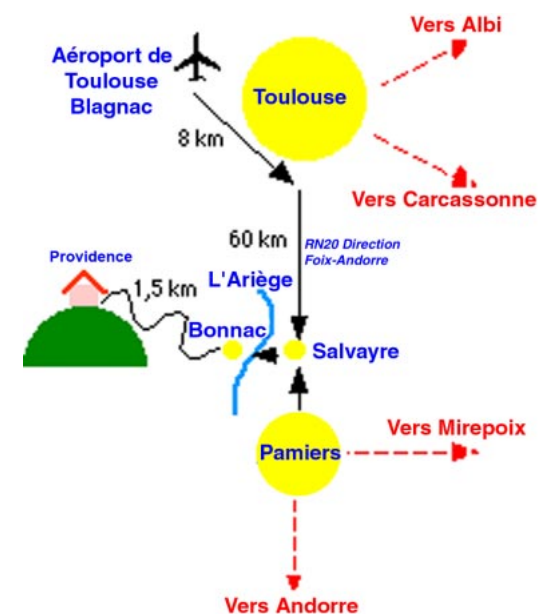 Vers Albi
Aéroport de
Toulouse
Blagnac
Toulouse
8 km
Vers Carcassonne
60 km
RN20 Direction
Foix-Andorre
Providence
L'Ariège
1,5 km
Bonnac
Salvayre
Vers Mirepoix
Pamiers
Vers Andorre